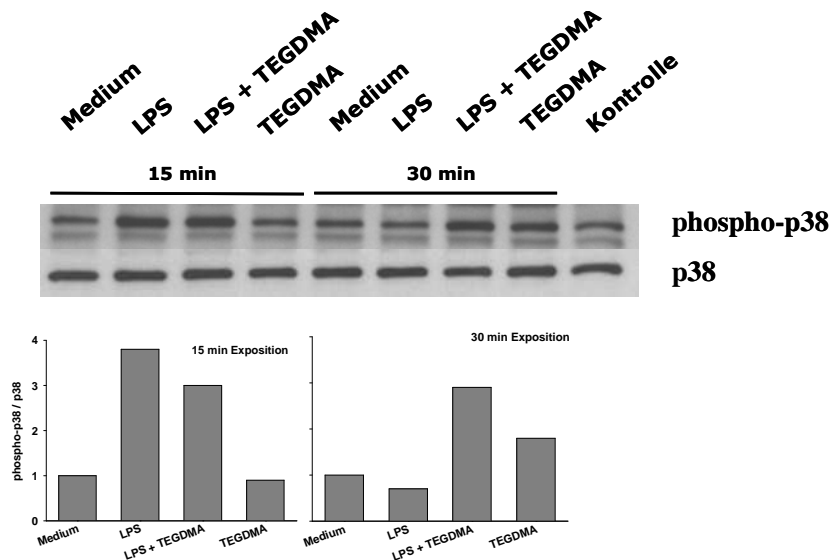 Medium LPS LPS + TEGDMA TEGDMA Medium LPS LPS + TEGDMA TEGDMA Kontrolle
15 min 30 min
phospho-p38
p38
phospho-p38 / p38
4
3
2
1
0
15 min Exposition
Medium LPS LPS + TEGDMA TEGDMA
30 min Exposition
Medium LPS LPS + TEGDMA TEGDMA